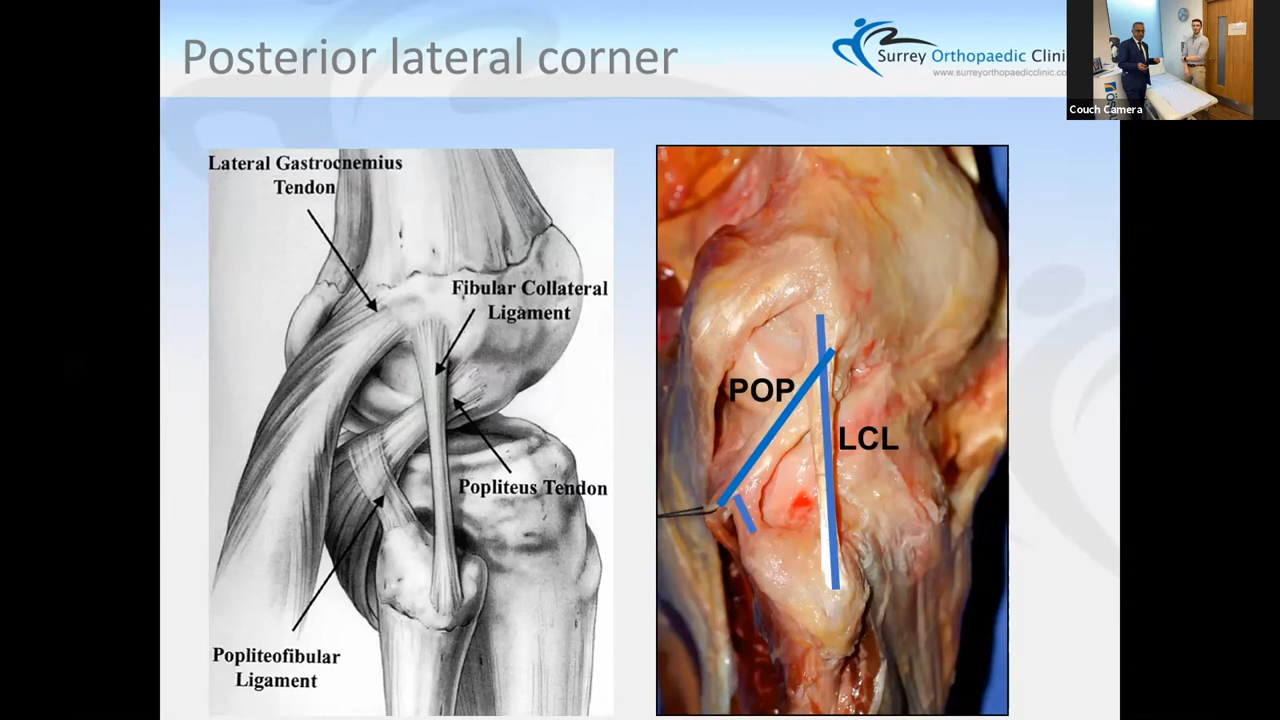 Posterior lateral corner
Surrey Orthopaedic Clini
www.surreyorthopaedicclinic.co
Couch Camera
Lateral Gastrocnemius
Tendon
Fibular Collateral
Ligament
Popliteus Tendon
Popliteofibular
Ligament
POP
LCL